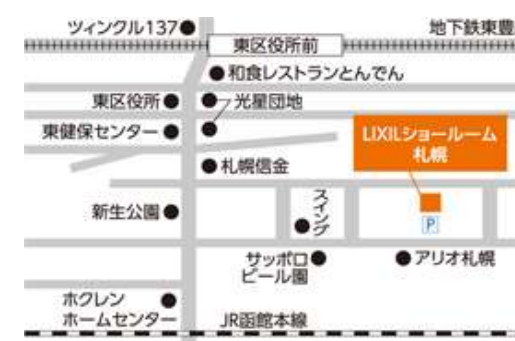 ツィンクル137
地下鉄東豊
東区役所前
和食レストランとんでん
東区役所
光星団地
東健保センター
LIXILショールーム
札幌
札幌信金
スイング
新生公園
P
サッポロ
ビール園
アリオ札幌
ホクレン
ホームセンター
JR函館本線